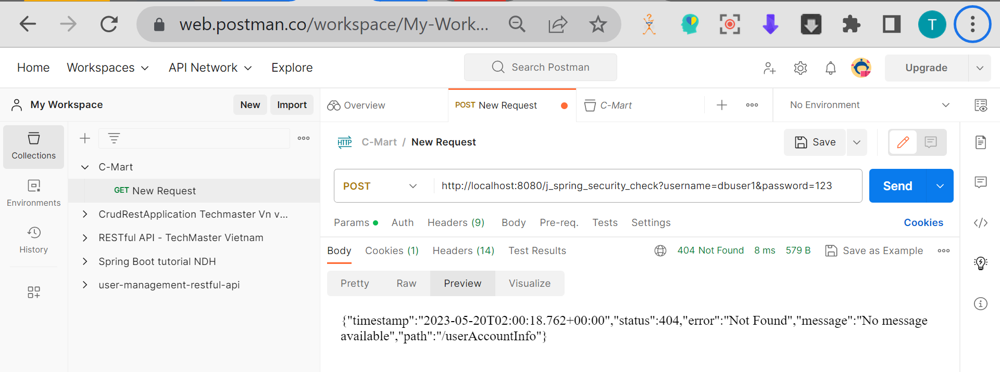 web.postman.co/workspace/My-Work...
T
Home Workspaces API Network Explore Search Postman Upgrade
My Workspace New Import Overview POST New Request C-Mart No Environment
HTTP C-Mart / New Request Save
Collections
C-Mart
POST http://localhost:8080/j_spring_security_check?username=dbuser1&password=123 Send
GET New Request
Environments
CrudRestApplication Techmaster Vn v...
Params Auth Headers (9) Body Pre-req. Tests Settings Cookies
RESTful API - TechMaster Vietnam
History
Body Cookies (1) Headers (14) Test Results 404 Not Found 8 ms 579 B Save as Example
Spring Boot tutorial NDH
user-management-restful-api
Pretty Raw Preview Visualize
{"timestamp":"2023-05-20T02:00:18.762+00:00","status":404,"error":"Not Found","message":"No message
available","path":"/userAccountInfo"}